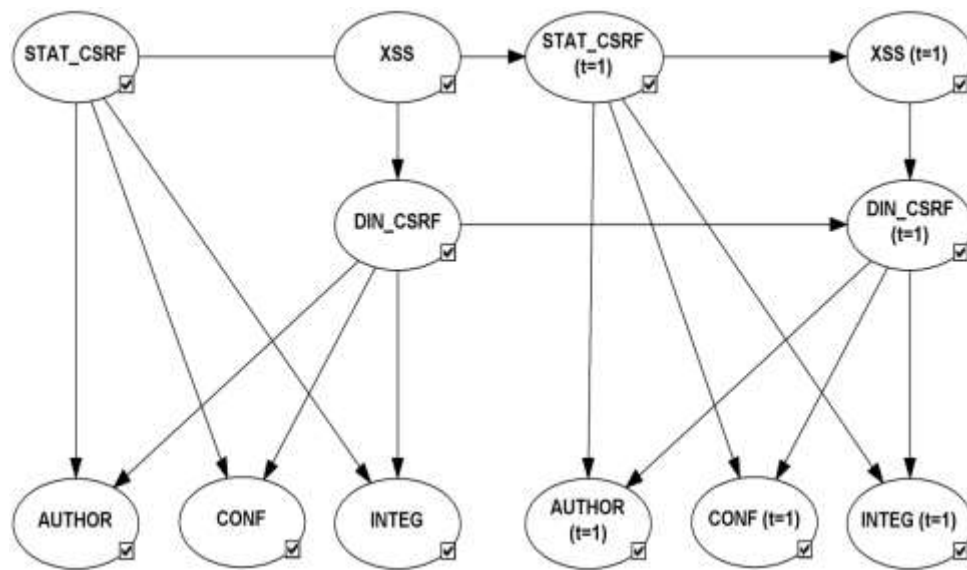 STAT_CSRF
XSS
STAT_CSRF
(t=1)
XSS (t=1)
DIN_CSRF
DIN_CSRF
(t=1)
AUTHOR
CONF
INTEG
AUTHOR
(t=1)
CONF (t=1)
INTEG (t=1)